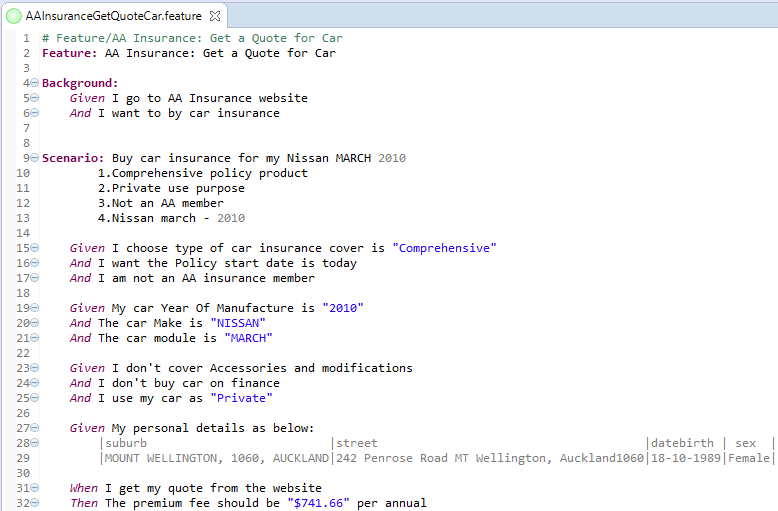 AAInsuranceGetQuoteCar.feature
1 # Feature/AA Insurance: Get a Quote for Car
2 Feature: AA Insurance: Get a Quote for Car
3
4 Background:
5 Given I go to AA Insurance website
6 And I want to by car insurance
7
8
9 Scenario: Buy car insurance for my Nissan MARCH 2010
10 1.Comprehensive policy product
11 2.Private use purpose
12 3.Not an AA member
13 4.Nissan march - 2010
14
15 Given I choose type of car insurance cover is "Comprehensive"
16 And I want the Policy start date is today
17 And I am not an AA insurance member
18
19 Given My car Year Of Manufacture is "2010"
20 And The car Make is "NISSAN"
21 And The car module is "MARCH"
22
23 Given I don't cover Accessories and modifications
24 And I don't buy car on finance
25 And I use my car as "Private"
26
27 Given My personal details as below:
28 |suburb |street |datebirth | sex |
29 |MOUNT WELLINGTON, 1060, AUCKLAND|242 Penrose Road MT Wellington, Auckland1060|18-10-1989|Female|
30
31 When I get my quote from the website
32 Then The premium fee should be "$741.66" per annual